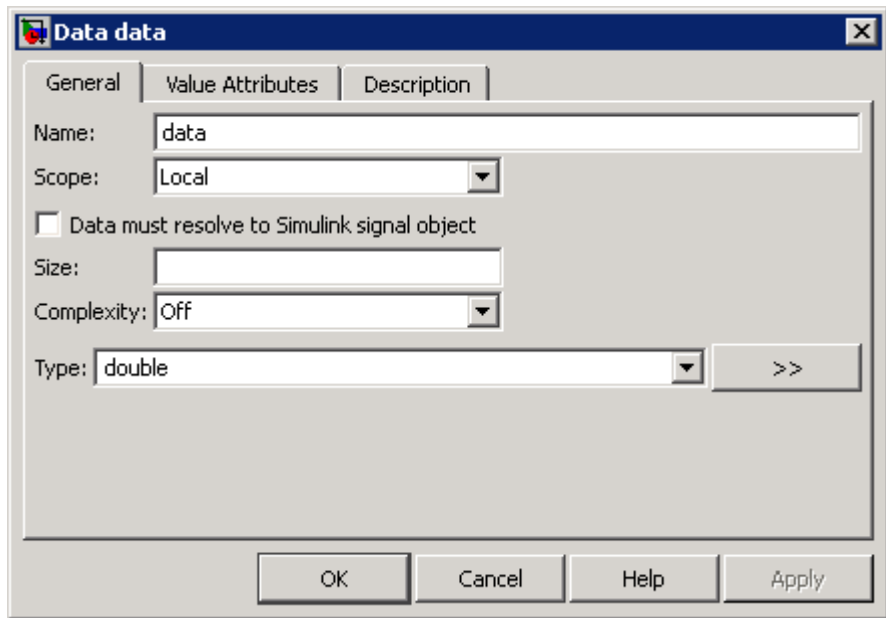 Data data
General Value Attributes Description
Name: data
Scope: Local
Data must resolve to Simulink signal object
Size:
Complexity: Off
Type: double >>
OK Cancel Help Apply